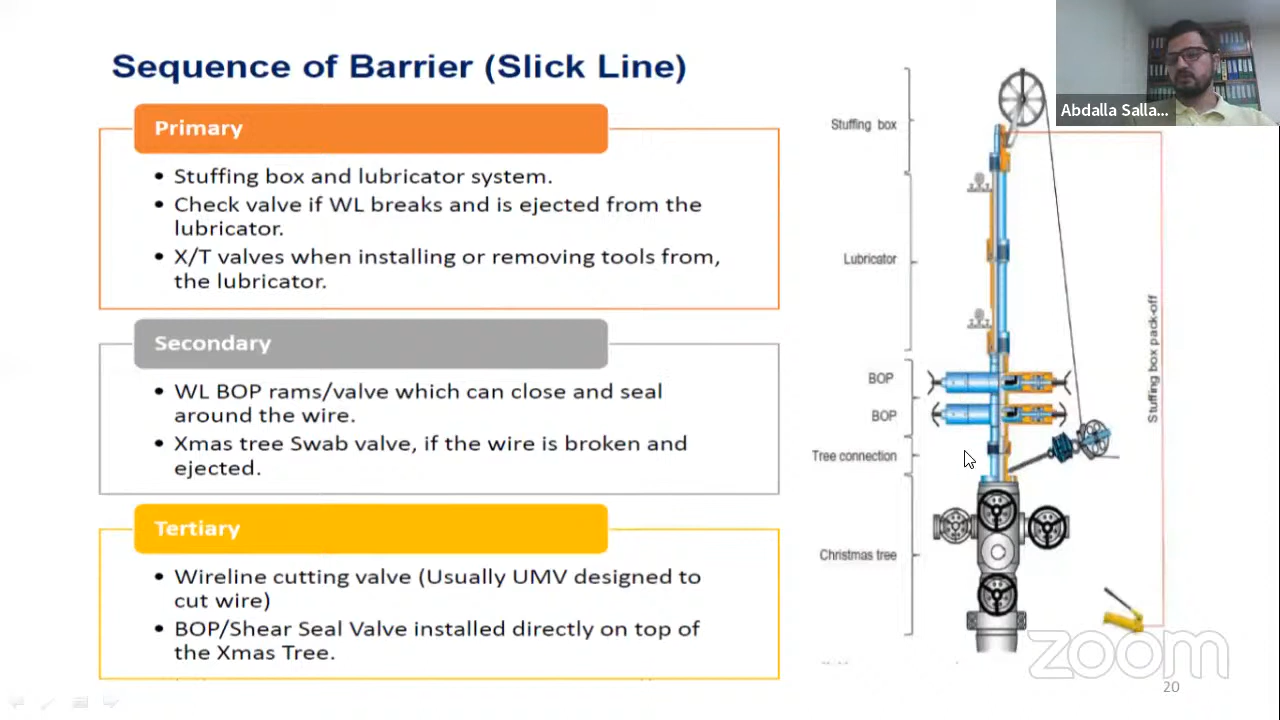 Sequence of Barrier (Slick Line)
Primary
• Stuffing box and lubricator system.
• Check valve if WL breaks and is ejected from the
lubricator.
• X/T valves when installing or removing tools from,
the lubricator.
Secondary
• WL BOP rams/valve which can close and seal
around the wire.
• Xmas tree Swab valve, if the wire is broken and
ejected.
Tertiary
• Wireline cutting valve (Usually UMV designed to
cut wire)
• BOP/Shear Seal Valve installed directly on top of
the Xmas Tree.
Stuffing box
Lubricator
BOP
BOP
Tree connection
Christmas tree
Stuffing box pack-off
Abdalla Salla...
zoom
20